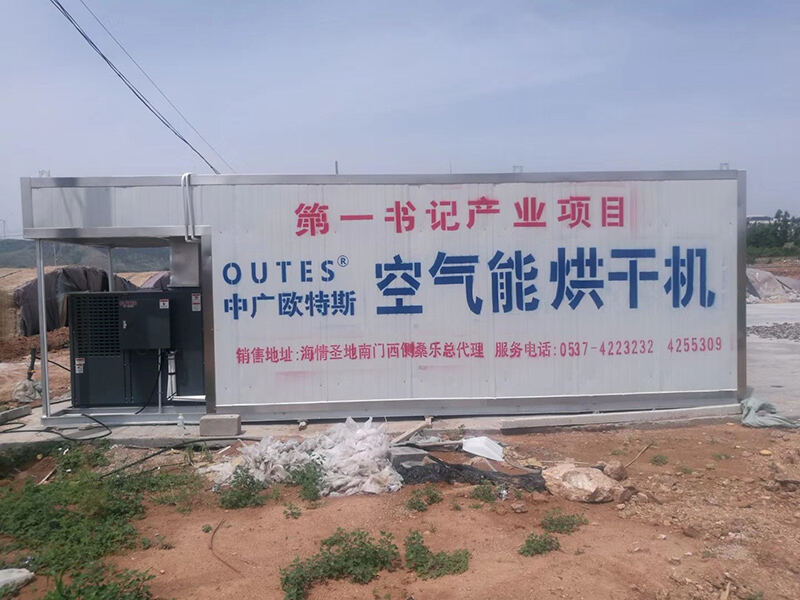 第一书记产业项目
OUTES®
中广欧特斯
空气能烘干机
销售地址:海情圣地南门西侧桑乐总代理 服务电话:0537-4223232 4255309